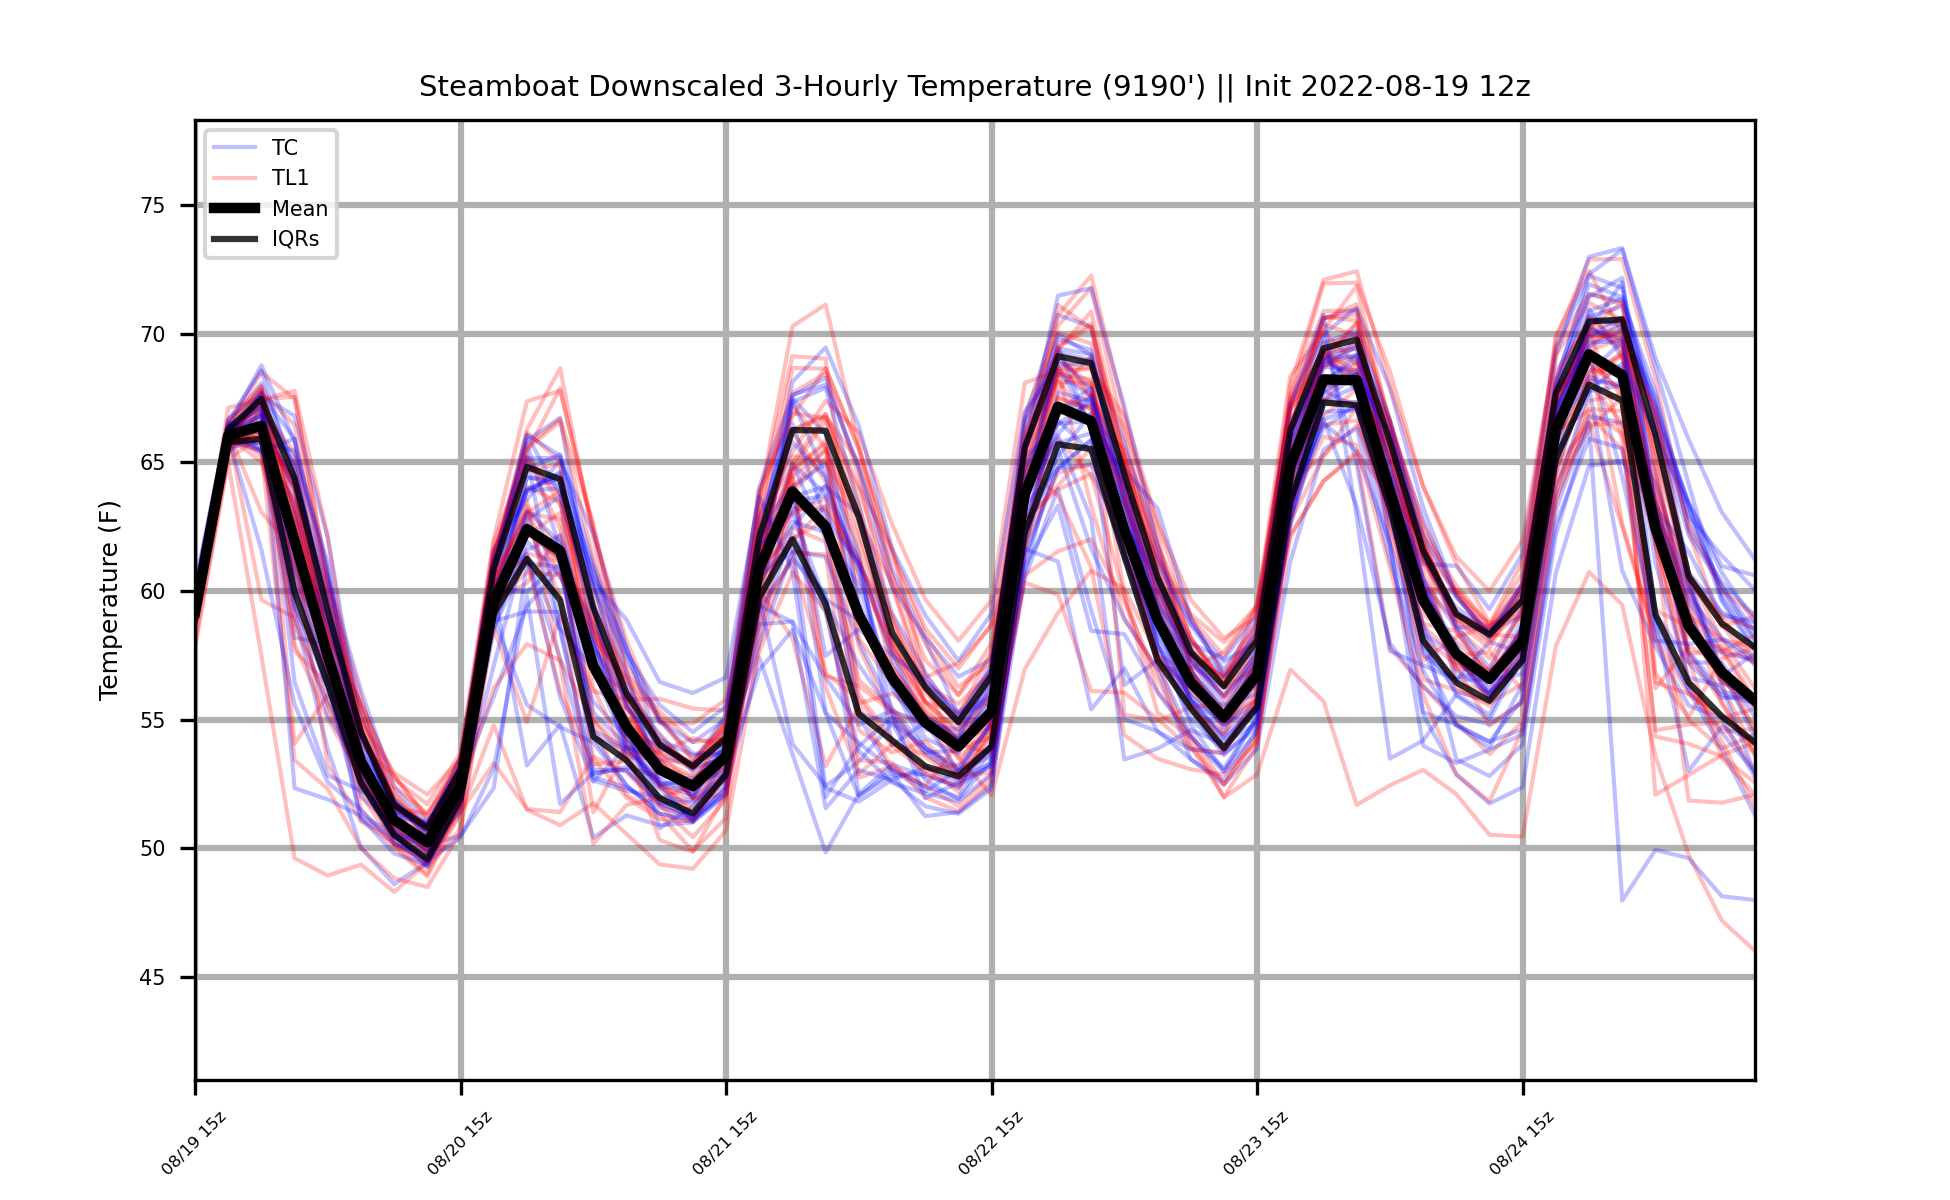 Steamboat Downscaled 3-Hourly Temperature (9190') || Init 2022-08-19 12z
TC
TL1
Mean
IQRs
Temperature (F)
75
70
65
60
55
50
45
08/19 15z
08/20 15z
08/21 15z
08/22 15z
08/23 15z
08/24 15z